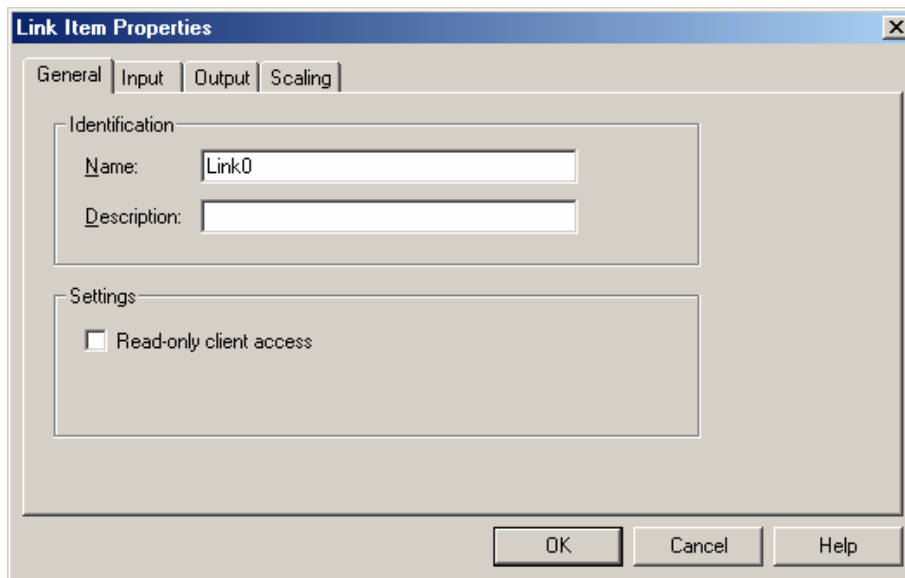 Link Item Properties
General Input Output Scaling
Identification
Name: Link0
Description:
Settings
Read-only client access
OK Cancel Help